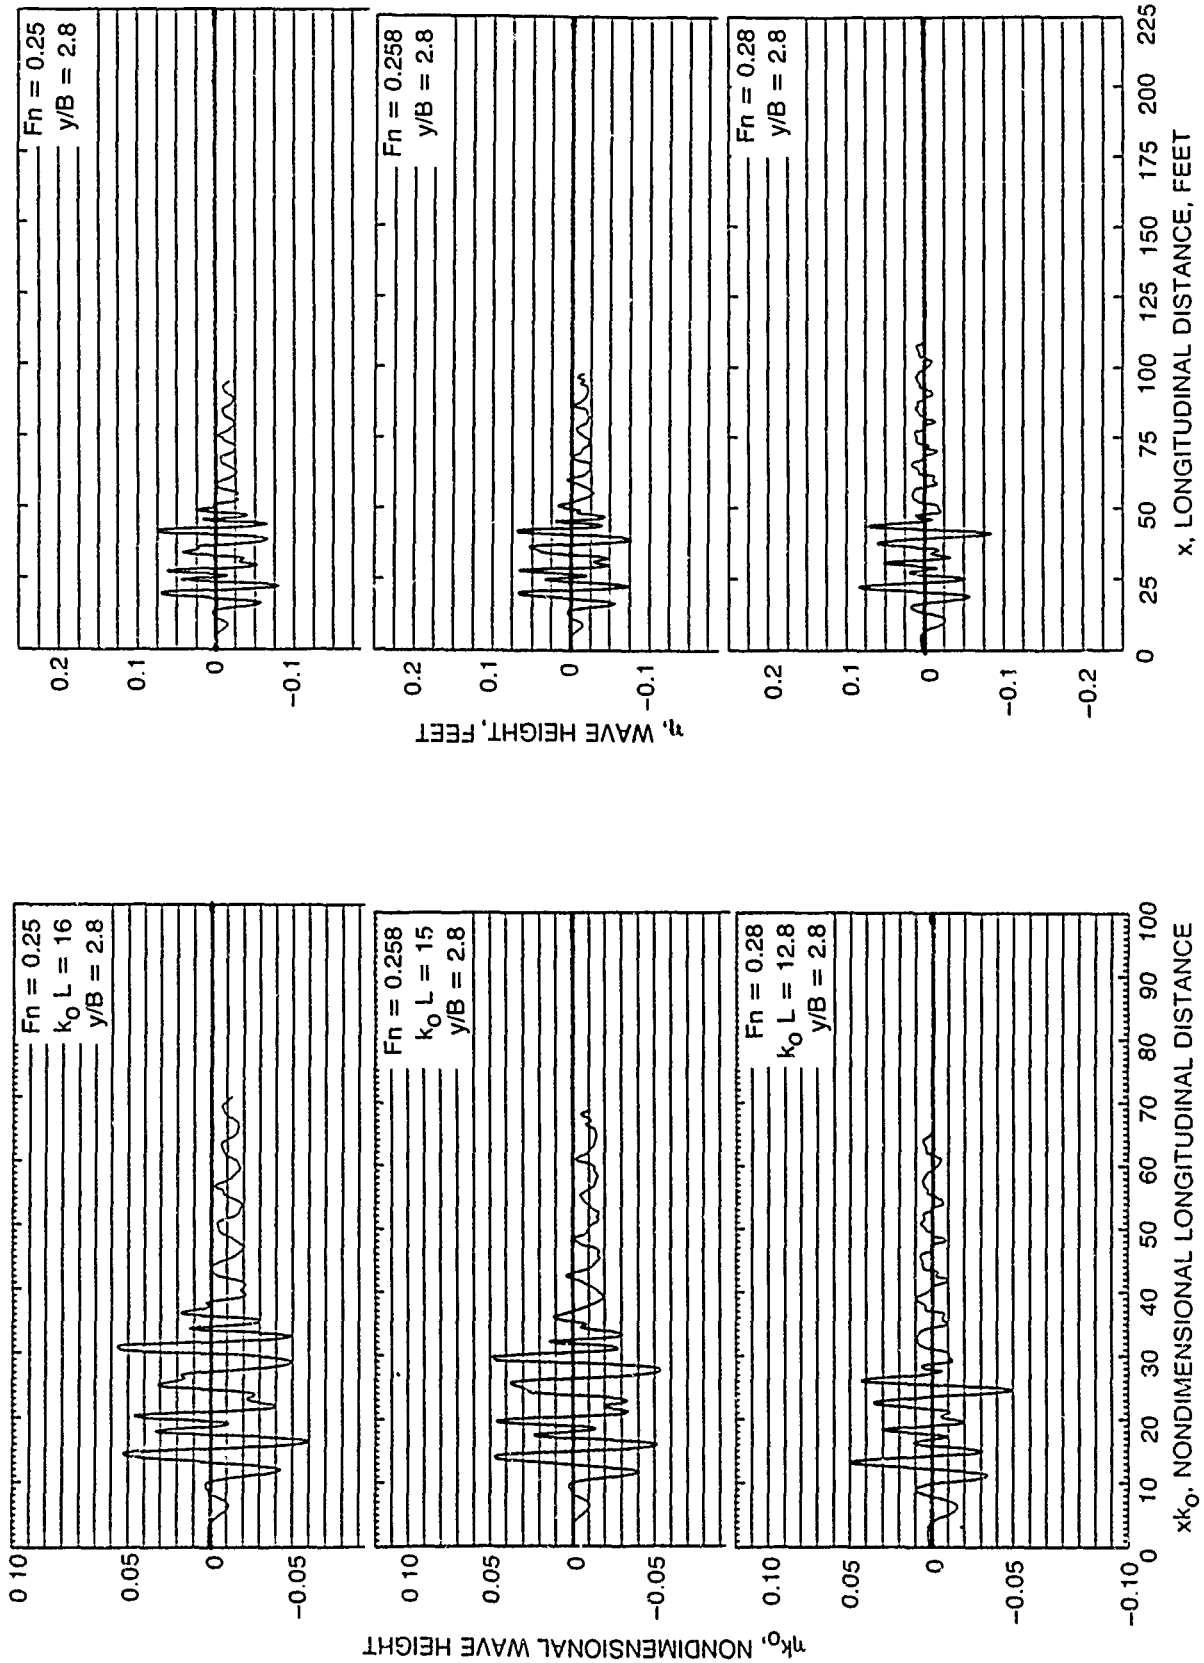 Fn = 0.25
y/B = 2.8
0.2
0.1
0
−0.1
Fn = 0.258
y/B = 2.8
0.2
0.1
0
−0.1
Fn = 0.28
y/B = 2.8
0.2
0.1
0
−0.1
−0.2
0 25 50 75 100 125 150 175 200 225
η, WAVE HEIGHT, FEET
x, LONGITUDINAL DISTANCE, FEET
Fn = 0.25
k₀ L = 16
y/B = 2.8
0 10
0.05
0
−0.05
Fn = 0.258
k₀ L = 15
y/B = 2.8
0 10
0.05
0
−0.05
Fn = 0.28
k₀ L = 12.8
y/B = 2.8
0 10
0.05
0
−0.05
−0.10
0 10 20 30 40 50 60 70 80 90 100
ηk₀, NONDIMENSIONAL WAVE HEIGHT
xk₀, NONDIMENSIONAL LONGITUDINAL DISTANCE